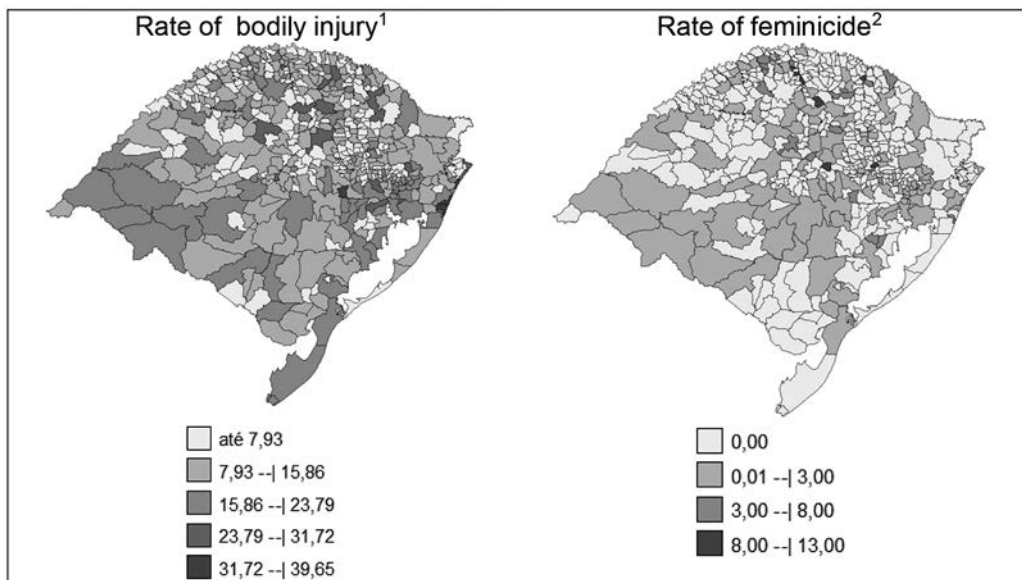 Rate of bodily injury1
Rate of feminicide2
até 7,93
7,93 --| 15,86
15,86 --| 23,79
23,79 --| 31,72
31,72 --| 39,65
0,00
0,01 --| 3,00
3,00 --| 8,00
8,00 --| 13,00